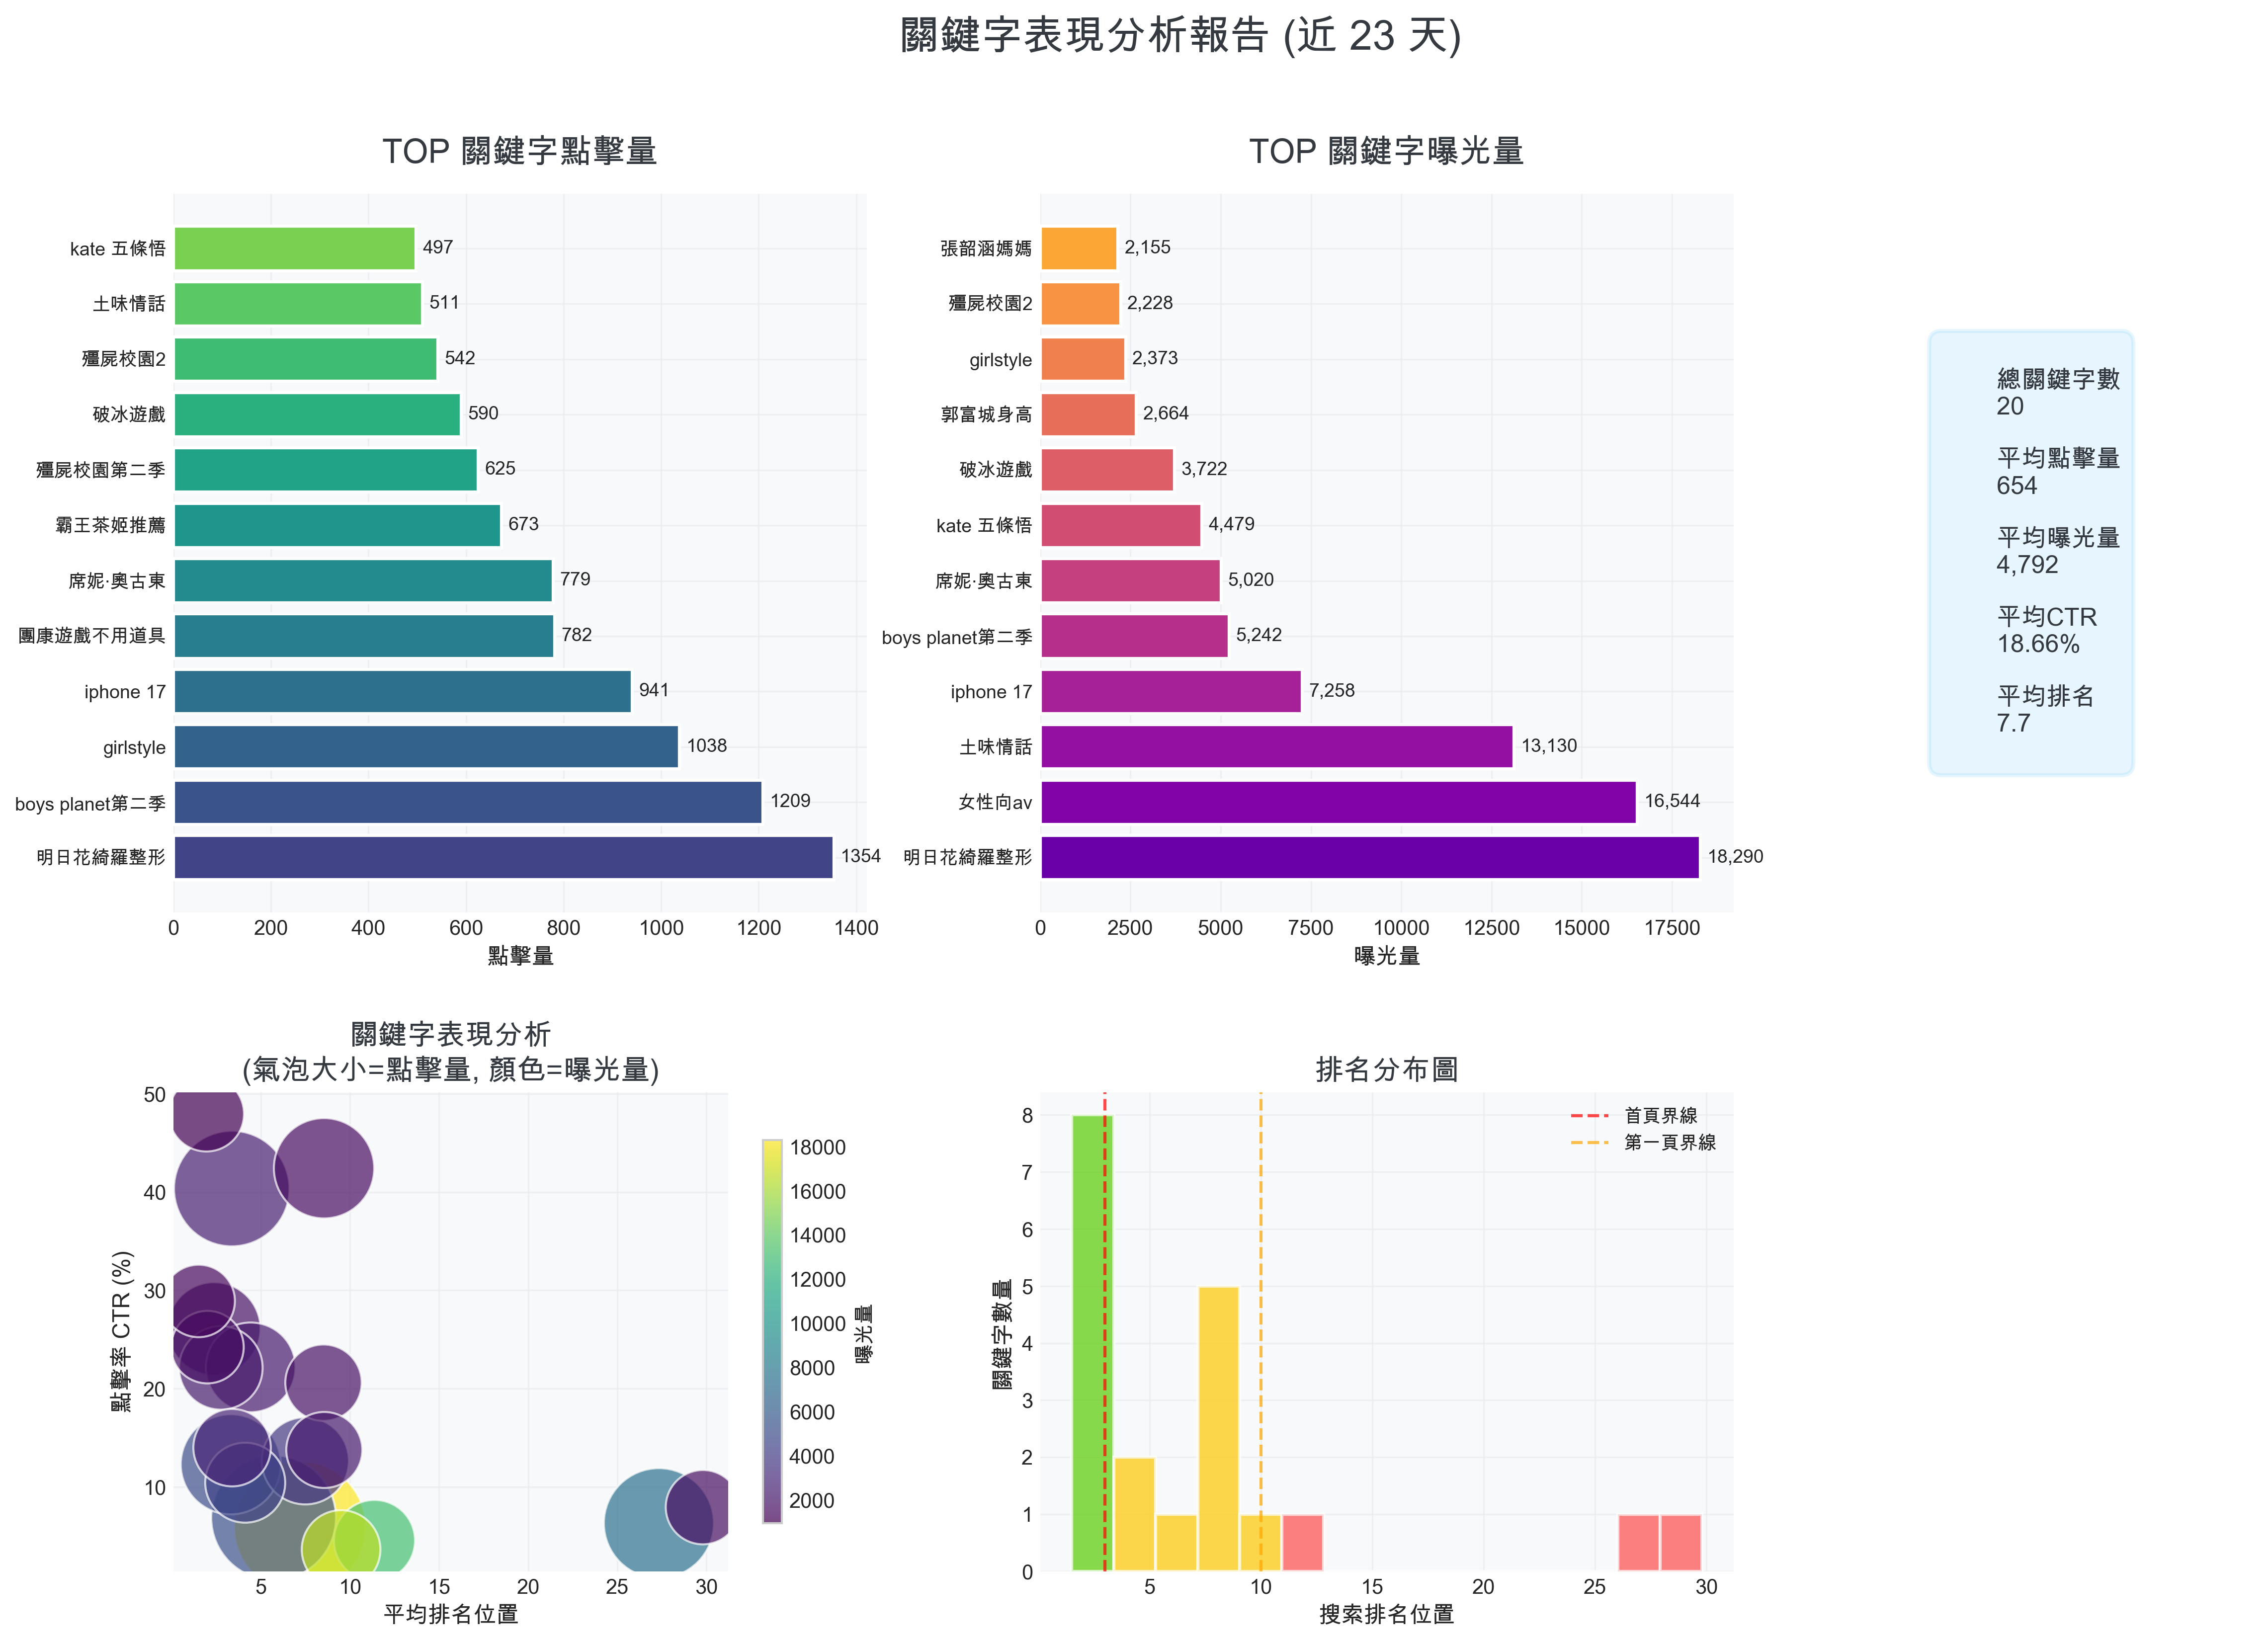 關鍵字表現分析報告 (近 23 天)
TOP 關鍵字點擊量
kate 五條悟
497
土味情話
511
殭屍校園2
542
破冰遊戲
590
殭屍校園第二季
625
霸王茶姬推薦
673
席妮·奧古東
779
團康遊戲不用道具
782
iphone 17
941
girlstyle
1038
boys planet第二季
1209
明日花綺羅整形
1354
0 200 400 600 800 1000 1200 1400
點擊量
TOP 關鍵字曝光量
張韶涵媽媽
2,155
殭屍校園2
2,228
girlstyle
2,373
郭富城身高
2,664
破冰遊戲
3,722
kate 五條悟
4,479
席妮·奧古東
5,020
boys planet第二季
5,242
iphone 17
7,258
土味情話
13,130
女性向av
16,544
明日花綺羅整形
18,290
0 2500 5000 7500 10000 12500 15000 17500
曝光量
總關鍵字數
20
平均點擊量
654
平均曝光量
4,792
平均CTR
18.66%
平均排名
7.7
關鍵字表現分析
(氣泡大小=點擊量, 顏色=曝光量)
點擊率 CTR (%)
50
40
30
20
10
5 10 15 20 25 30
平均排名位置
18000
16000
14000
12000
10000
8000
6000
4000
2000
曝光量
排名分布圖
首頁界線
第一頁界線
關鍵字數量
8
7
6
5
4
3
2
1
0
5 10 15 20 25 30
搜索排名位置